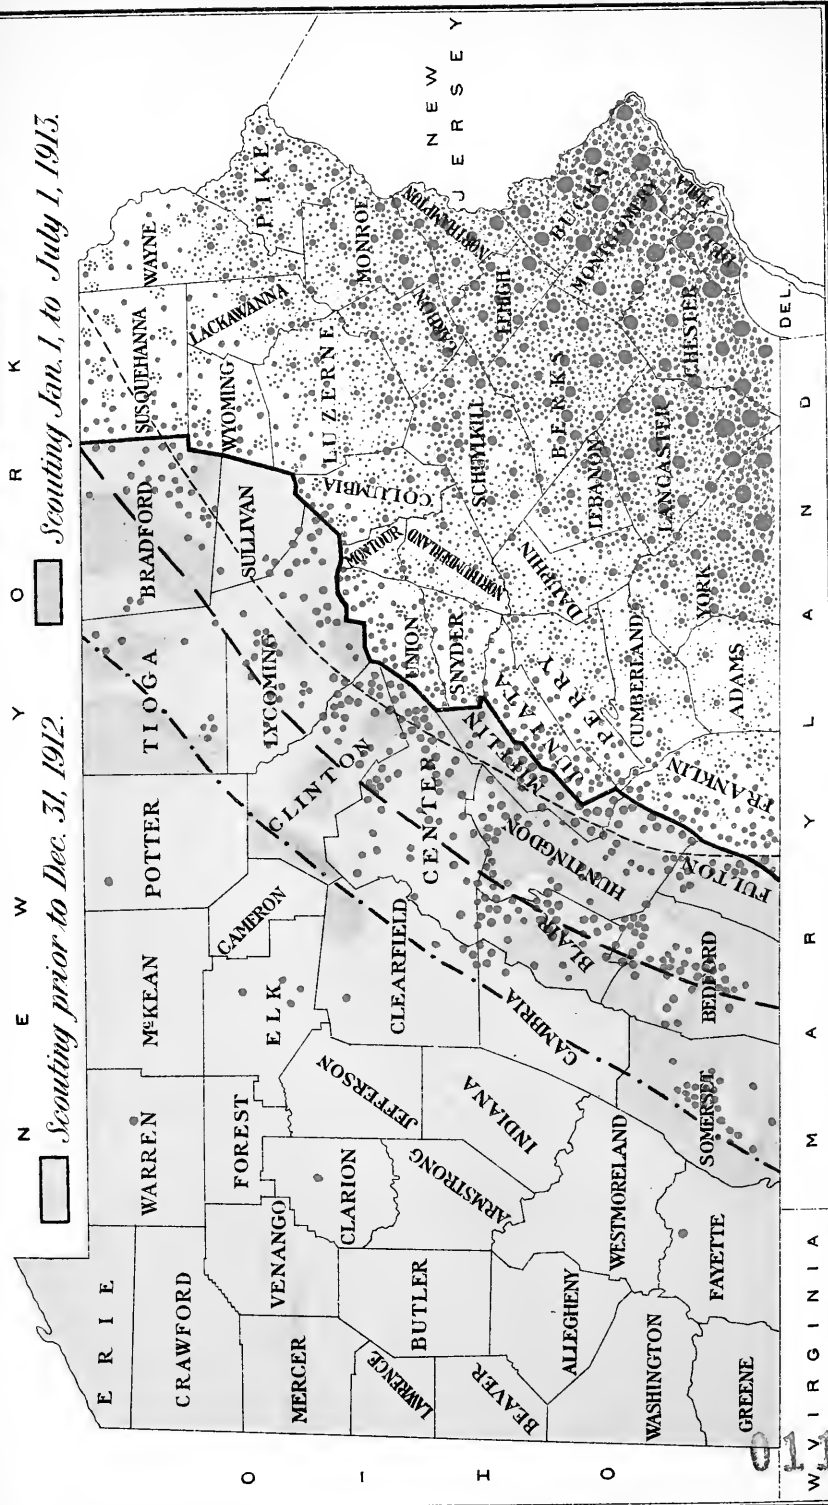 NEW YORK
Scouting prior to Dec. 31, 1912.
Scouting Jan. 1, to July 1, 1913.
ERIE
CRAWFORD
WARREN
McKEAN
POTTER
TIOGA
BRADFORD
SUSQUEHANNA
WAYNE
MERCER
VENANGO
FOREST
ELK
CAMERON
CLINTON
LYCOMING
SULLIVAN
WYOMING
LACKAWANNA
PIKE
LAWRENCE
BUTLER
CLARION
JEFFERSON
CLEARFIELD
CENTER
UNION
MONTOUR
COLUMBIA
LUZERNE
MONROE
BEAVER
ARMSTRONG
INDIANA
CAMBRIA
BLAIR
HUNTINGDON
MIFFLIN
SNYDER
NORTHUMBERLAND
SCHUYLKILL
CARBON
NORTHAMPTON
LEHIGH
ALLEGHENY
WESTMORELAND
JUNIATA
PERRY
DAUPHIN
LEBANON
BERKS
BUCKS
MONTGOMERY
WASHINGTON
GREENE
FAYETTE
SOMERSET
BEDFORD
FULTON
FRANKLIN
CUMBERLAND
ADAMS
YORK
LANCASTER
CHESTER
DEL.
PHILA
OHIO
NEW
JERSEY
W. VIRGINIA
MARYLAND
DEL.
011